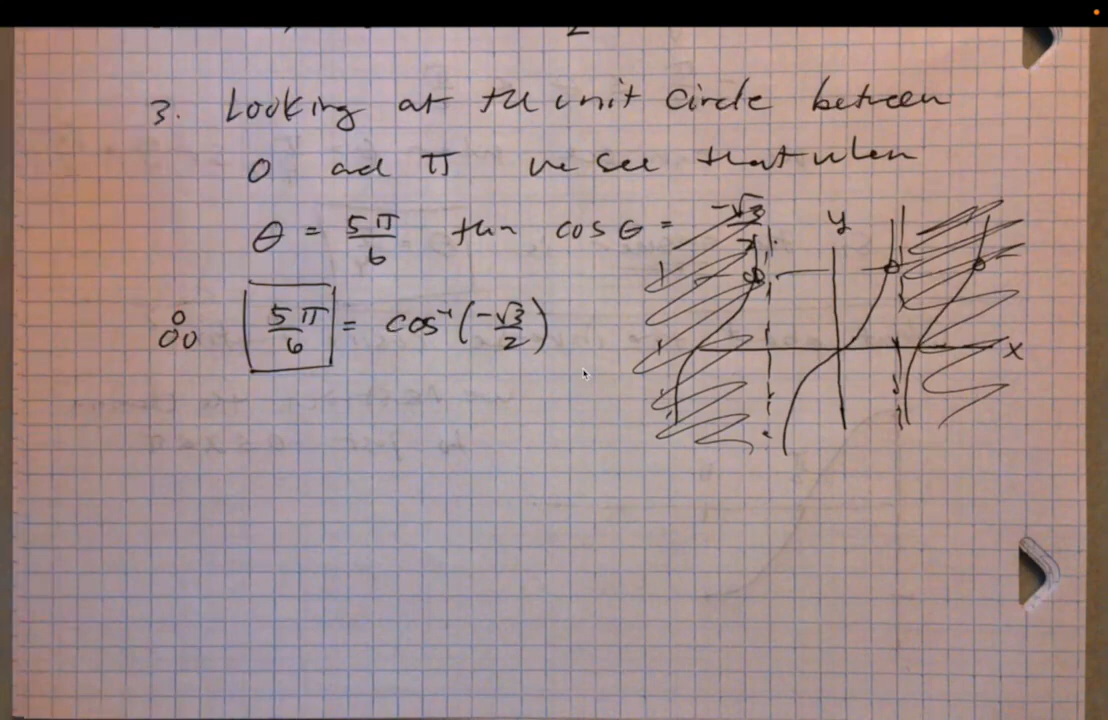 2
3. Looking at the unit circle between
0 and π we see that when
θ = 5π/6 then cos θ = -√3/2
∴ 5π/6 = cos⁻¹(-√3/2)
y
x